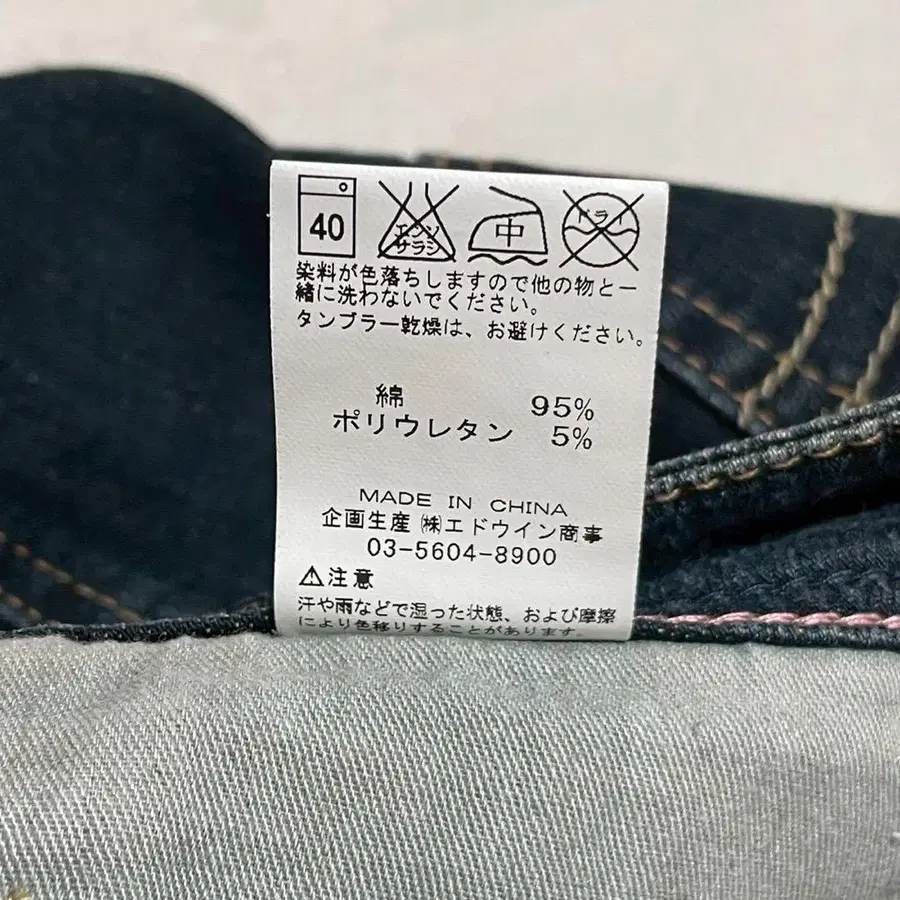 40 エンソサラシ 中 ドライ
染料が色落ちしますので他の物と一
緒に洗わないでください。
タンブラー乾燥は、お避けください。
綿 95%
ポリウレタン 5%
MADE IN CHINA
企画生産 ㈱エドウイン商事
03-5604-8900
⚠注意
汗や雨などで湿った状態、および摩擦
により色移りすることがあります。